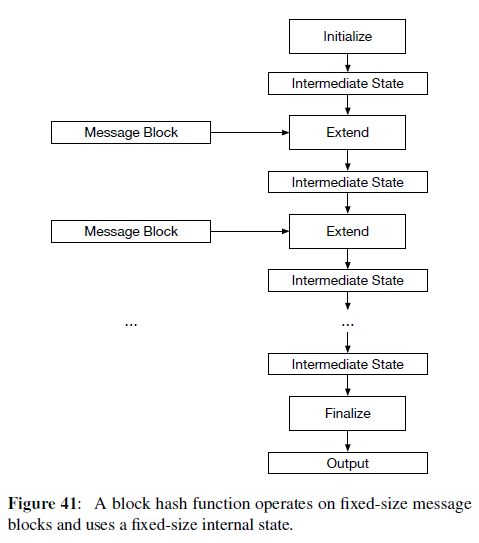 Initialize
Intermediate State
Message Block
Extend
Intermediate State
Message Block
Extend
Intermediate State
...
...
Intermediate State
Finalize
Output
Figure 41: A block hash function operates on fixed-size message
blocks and uses a fixed-size internal state.